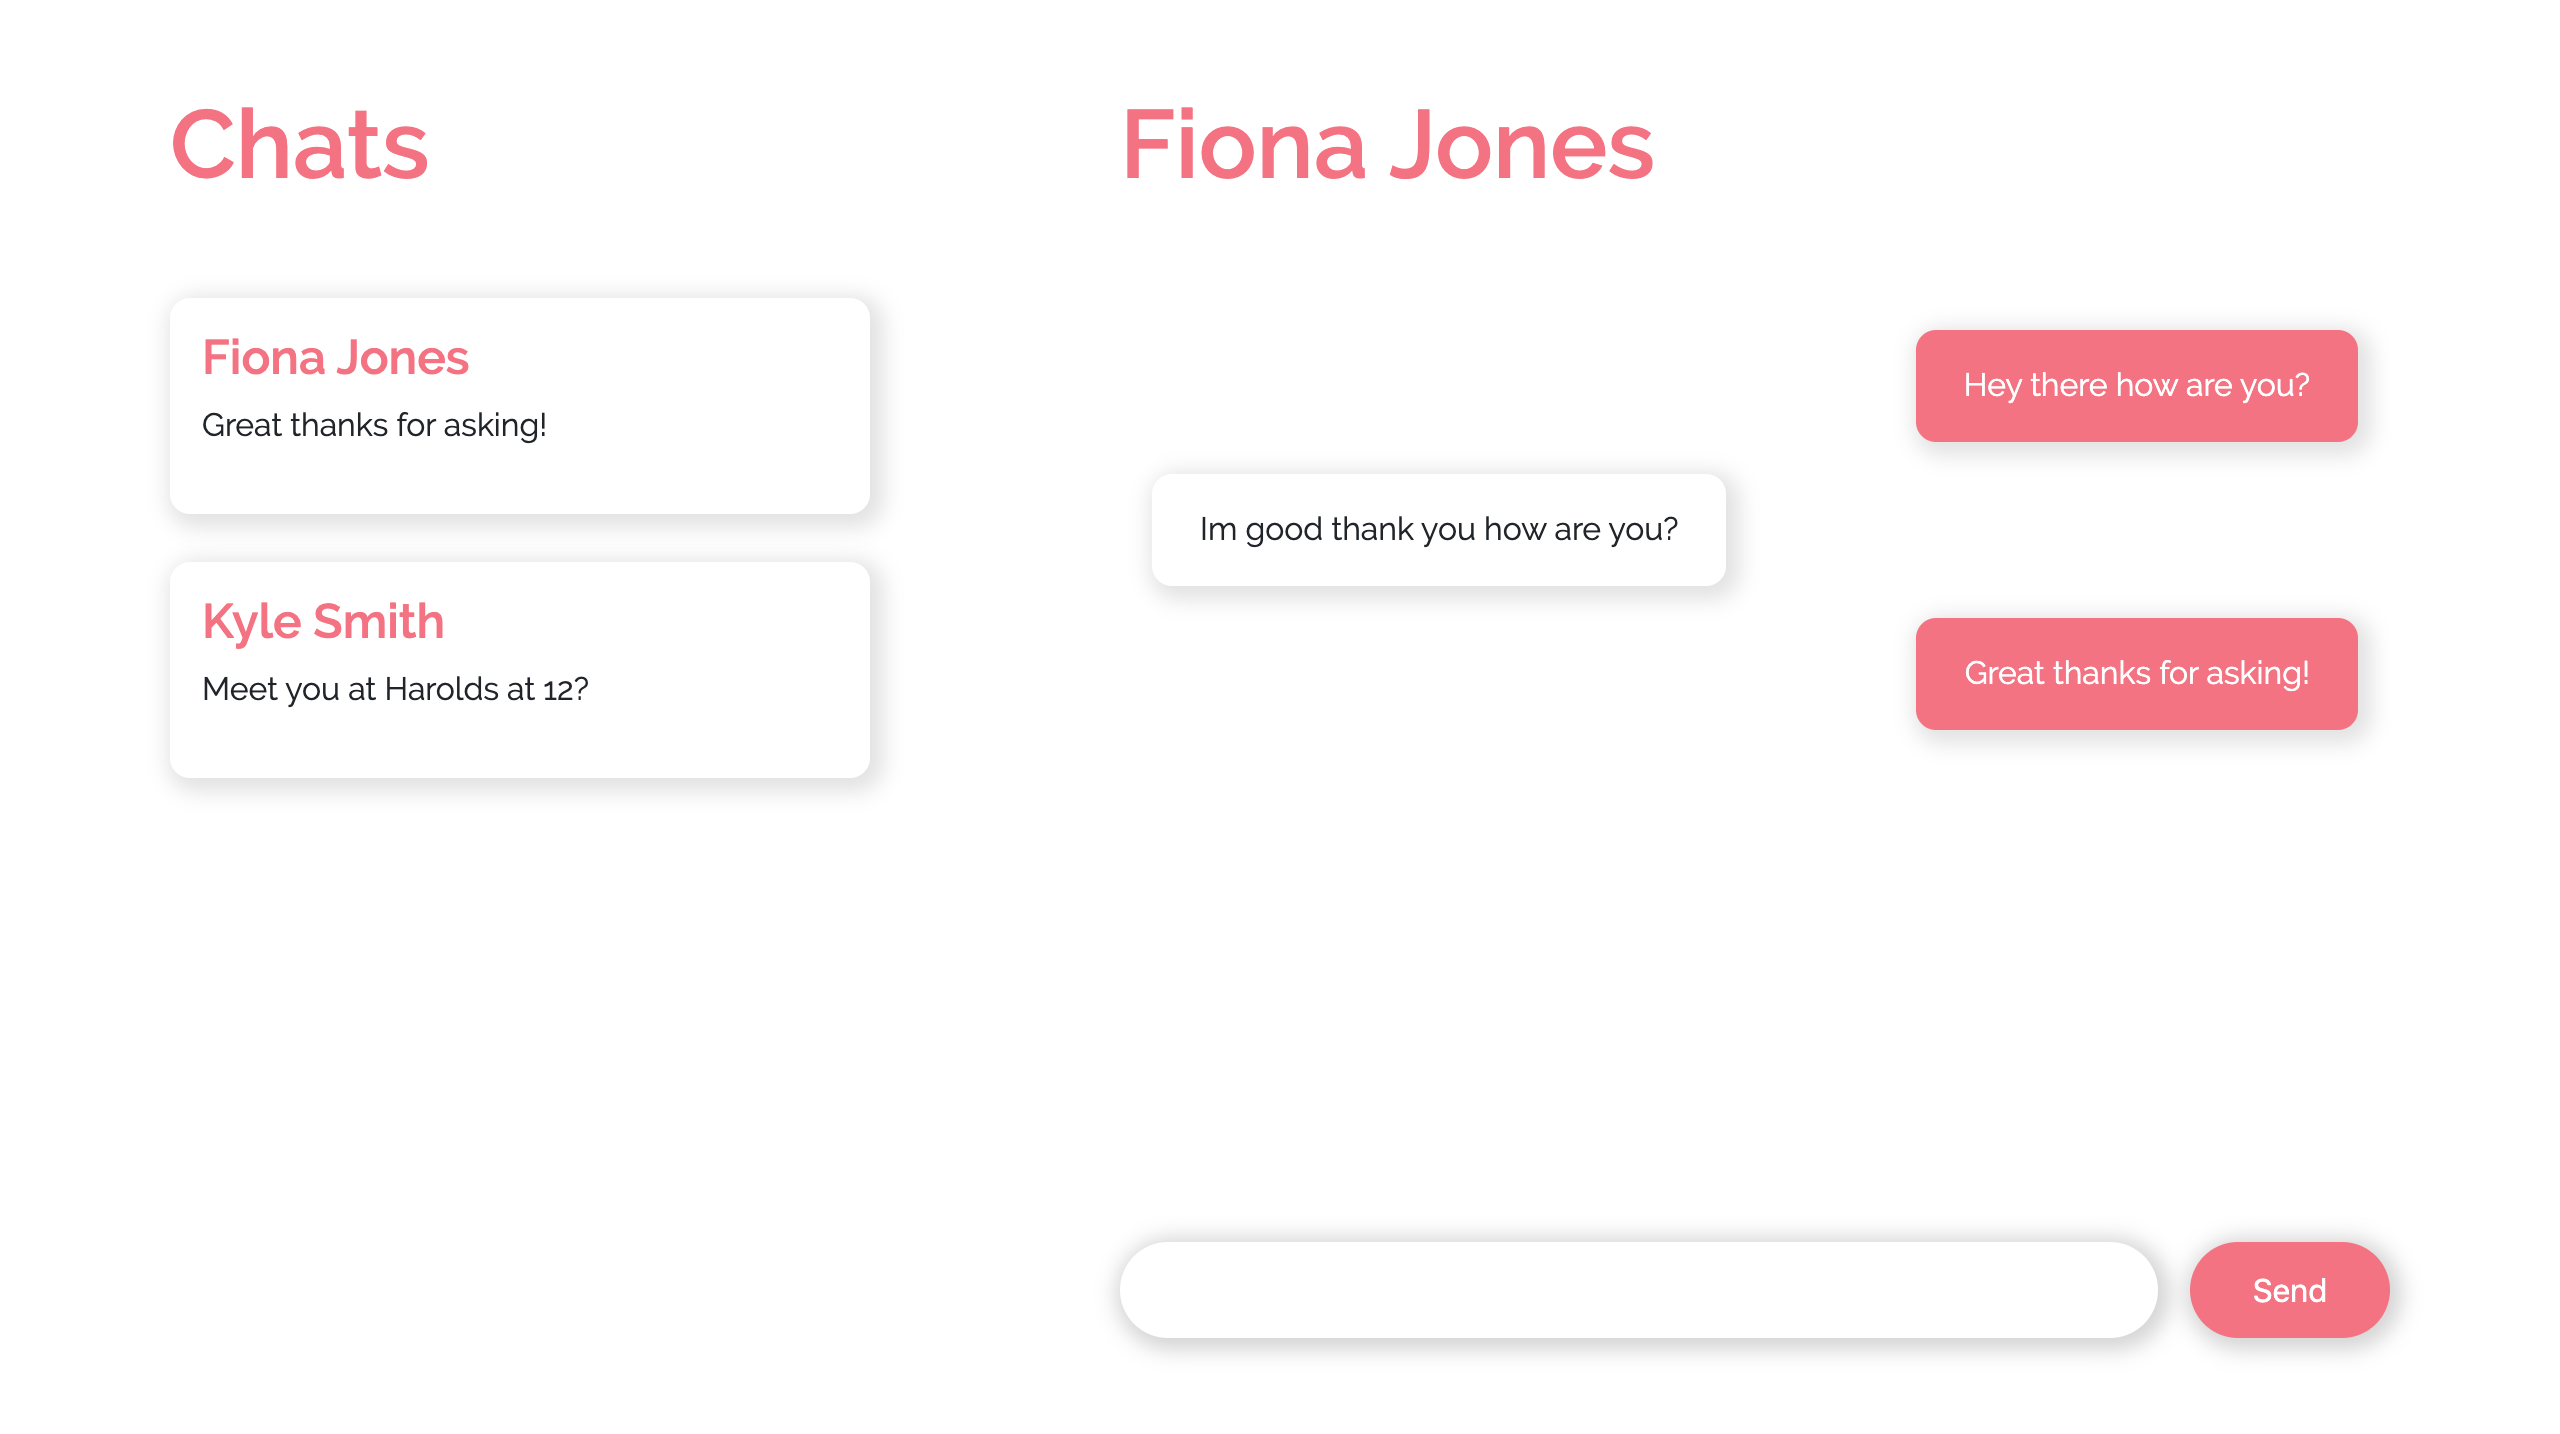 Chats
Fiona Jones
Great thanks for asking!
Kyle Smith
Meet you at Harolds at 12?
Fiona Jones
Hey there how are you?
Im good thank you how are you?
Great thanks for asking!
Send